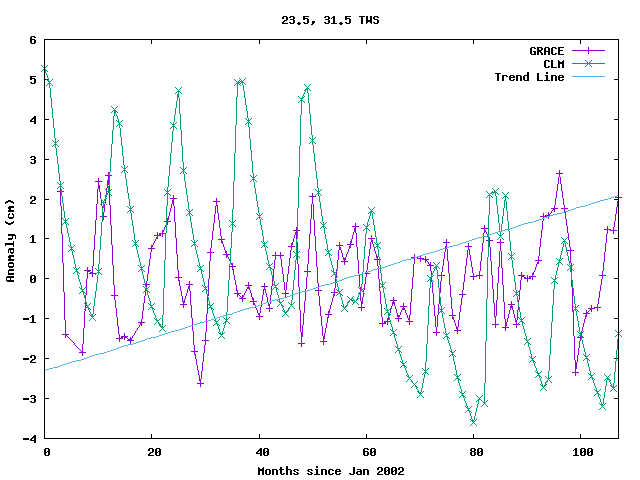 23.5, 31.5 TWS
GRACE
CLM
Trend Line
6
5
4
3
2
1
0
-1
-2
-3
-4
Anomaly (cm)
0 20 40 60 80 100
Months since Jan 2002